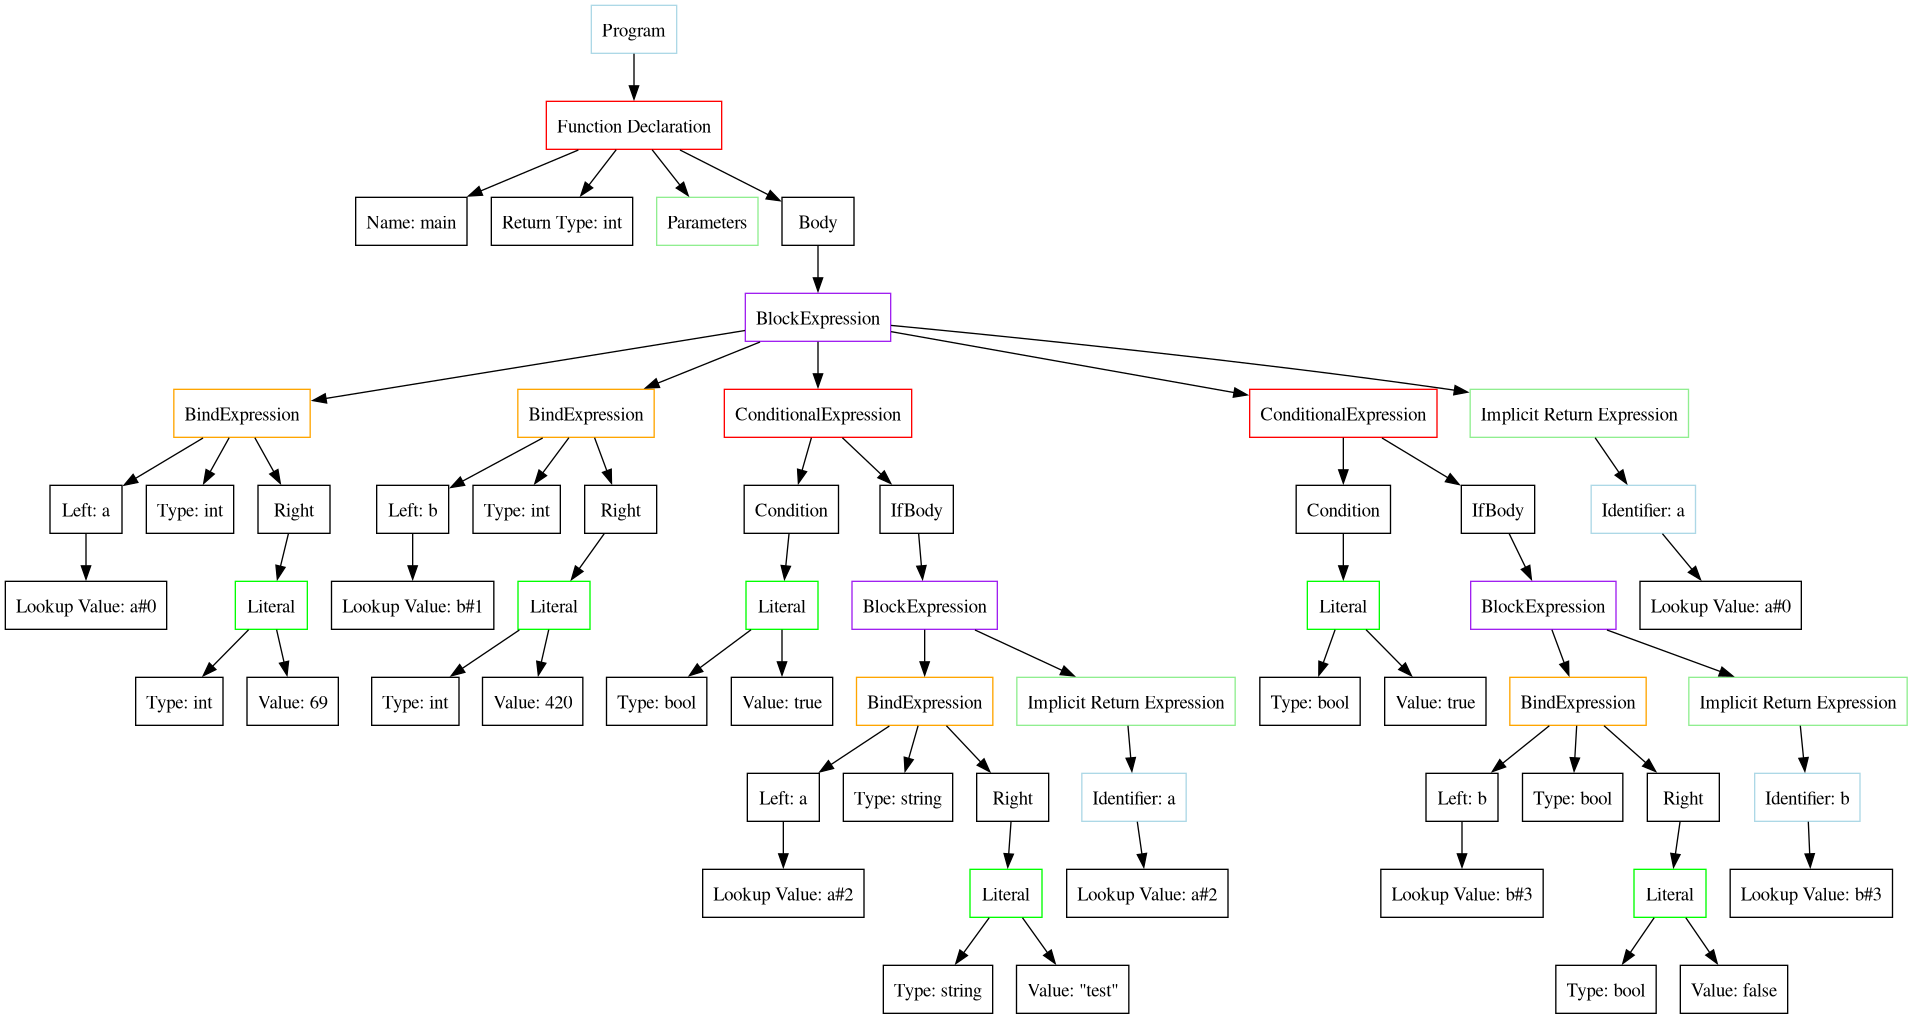 Program
Function Declaration
Name: main
Return Type: int
Parameters
Body
BlockExpression
BindExpression
BindExpression
ConditionalExpression
ConditionalExpression
Implicit Return Expression
Left: a
Type: int
Right
Left: b
Type: int
Right
Condition
IfBody
Condition
IfBody
Identifier: a
Lookup Value: a#0
Literal
Lookup Value: b#1
Literal
Literal
BlockExpression
Literal
BlockExpression
Lookup Value: a#0
Type: int
Value: 69
Type: int
Value: 420
Type: bool
Value: true
BindExpression
Implicit Return Expression
Type: bool
Value: true
BindExpression
Implicit Return Expression
Left: a
Type: string
Right
Identifier: a
Left: b
Type: bool
Right
Identifier: b
Lookup Value: a#2
Literal
Lookup Value: a#2
Lookup Value: b#3
Literal
Lookup Value: b#3
Type: string
Value: "test"
Type: bool
Value: false